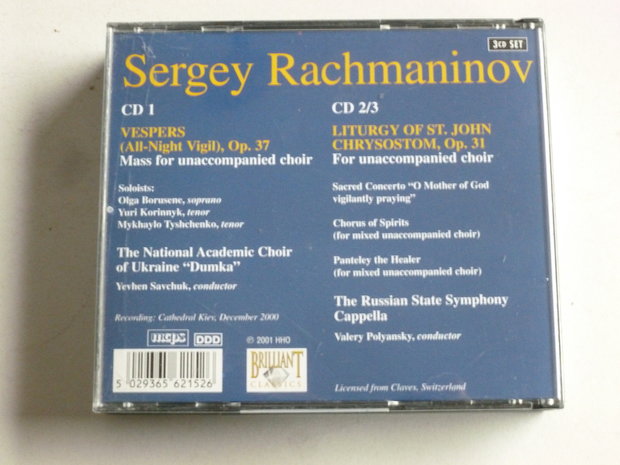 3CD SET
Sergey Rachmaninov
CD 1
VESPERS
(All-Night Vigil), Op. 37
Mass for unaccompanied choir
Soloists:
Olga Borusene, soprano
Yuri Korinnyk, tenor
Mykhaylo Tyshchenko, tenor
The National Academic Choir
of Ukraine “Dumka”
Yevhen Savchuk, conductor
Recording: Cathedral Kiev, December 2000
CD 2/3
LITURGY OF ST. JOHN
CHRYSOSTOM, Op. 31
For unaccompanied choir
Sacred Concerto “O Mother of God
vigilantly praying”
Chorus of Spirits
(for mixed unaccompanied choir)
Panteley the Healer
(for mixed unaccompanied choir)
The Russian State Symphony
Cappella
Valery Polyansky, conductor
mcps
DDD
℗ 2001 HHO
5 029365 621526
BRILLIANT
CLASSICS
Licensed from Claves, Switzerland